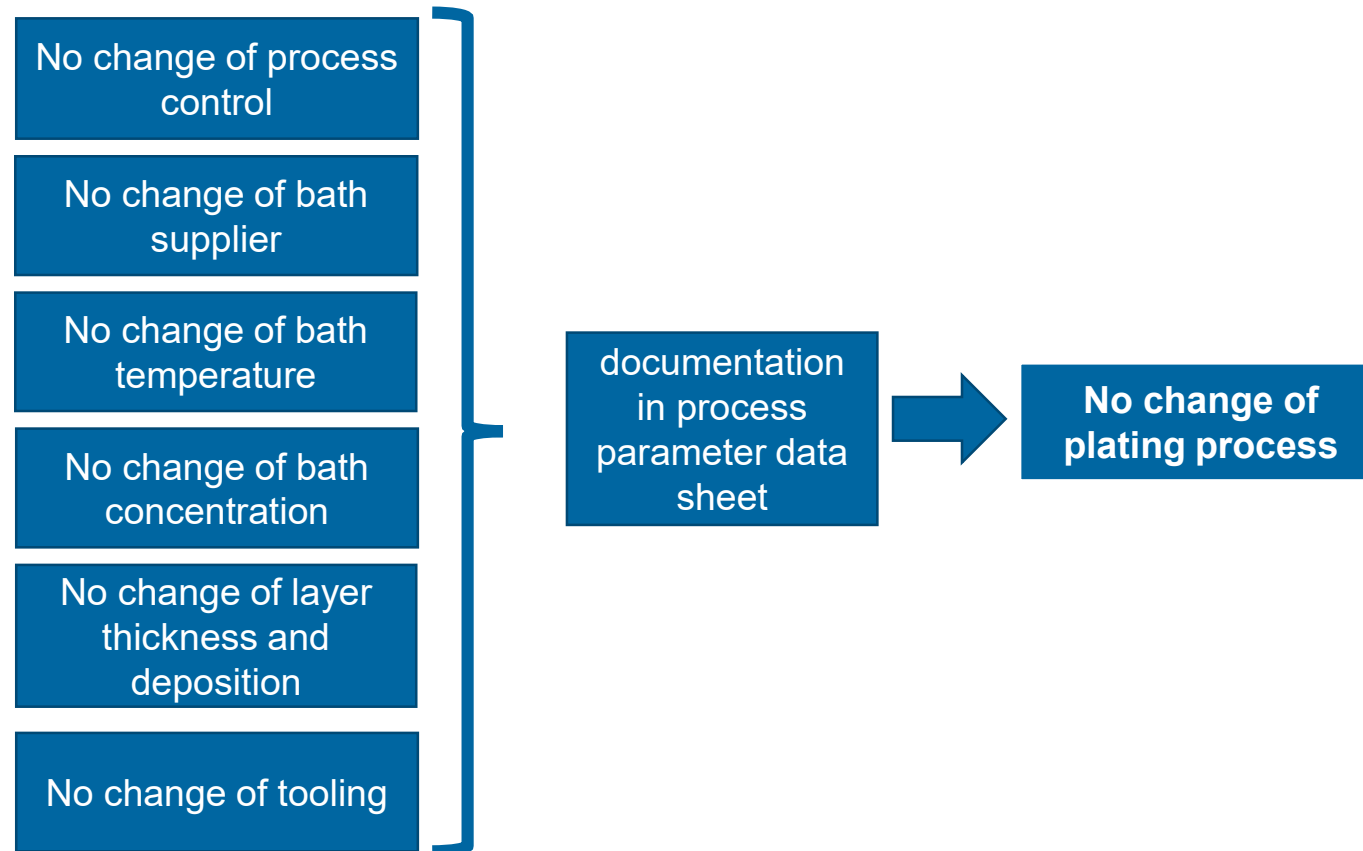 No change of process
control
No change of bath
supplier
No change of bath
temperature
No change of bath
concentration
No change of layer
thickness and
deposition
No change of tooling
documentation
in process
parameter data
sheet
No change of
plating process